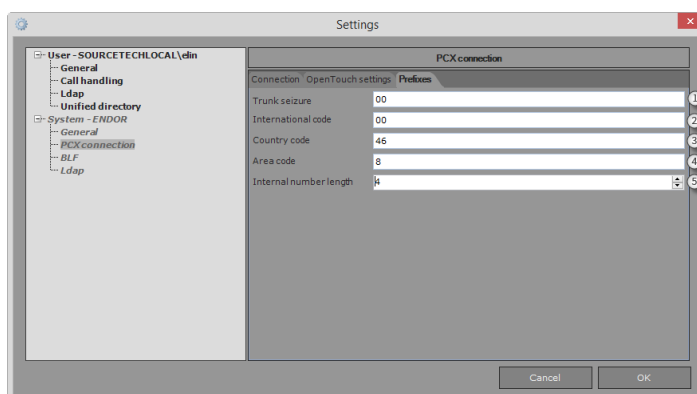 Settings
User - SOURCETECHLOCAL\elin
General
Call handling
Ldap
Unified directory
System - ENDOR
General
PCX connection
BLF
Ldap
PCX connection
Connection OpenTouch settings Prefixes
Trunk seizure 00 1
International code 00 2
Country code 46 3
Area code 8 4
Internal number length 4 5
Cancel OK